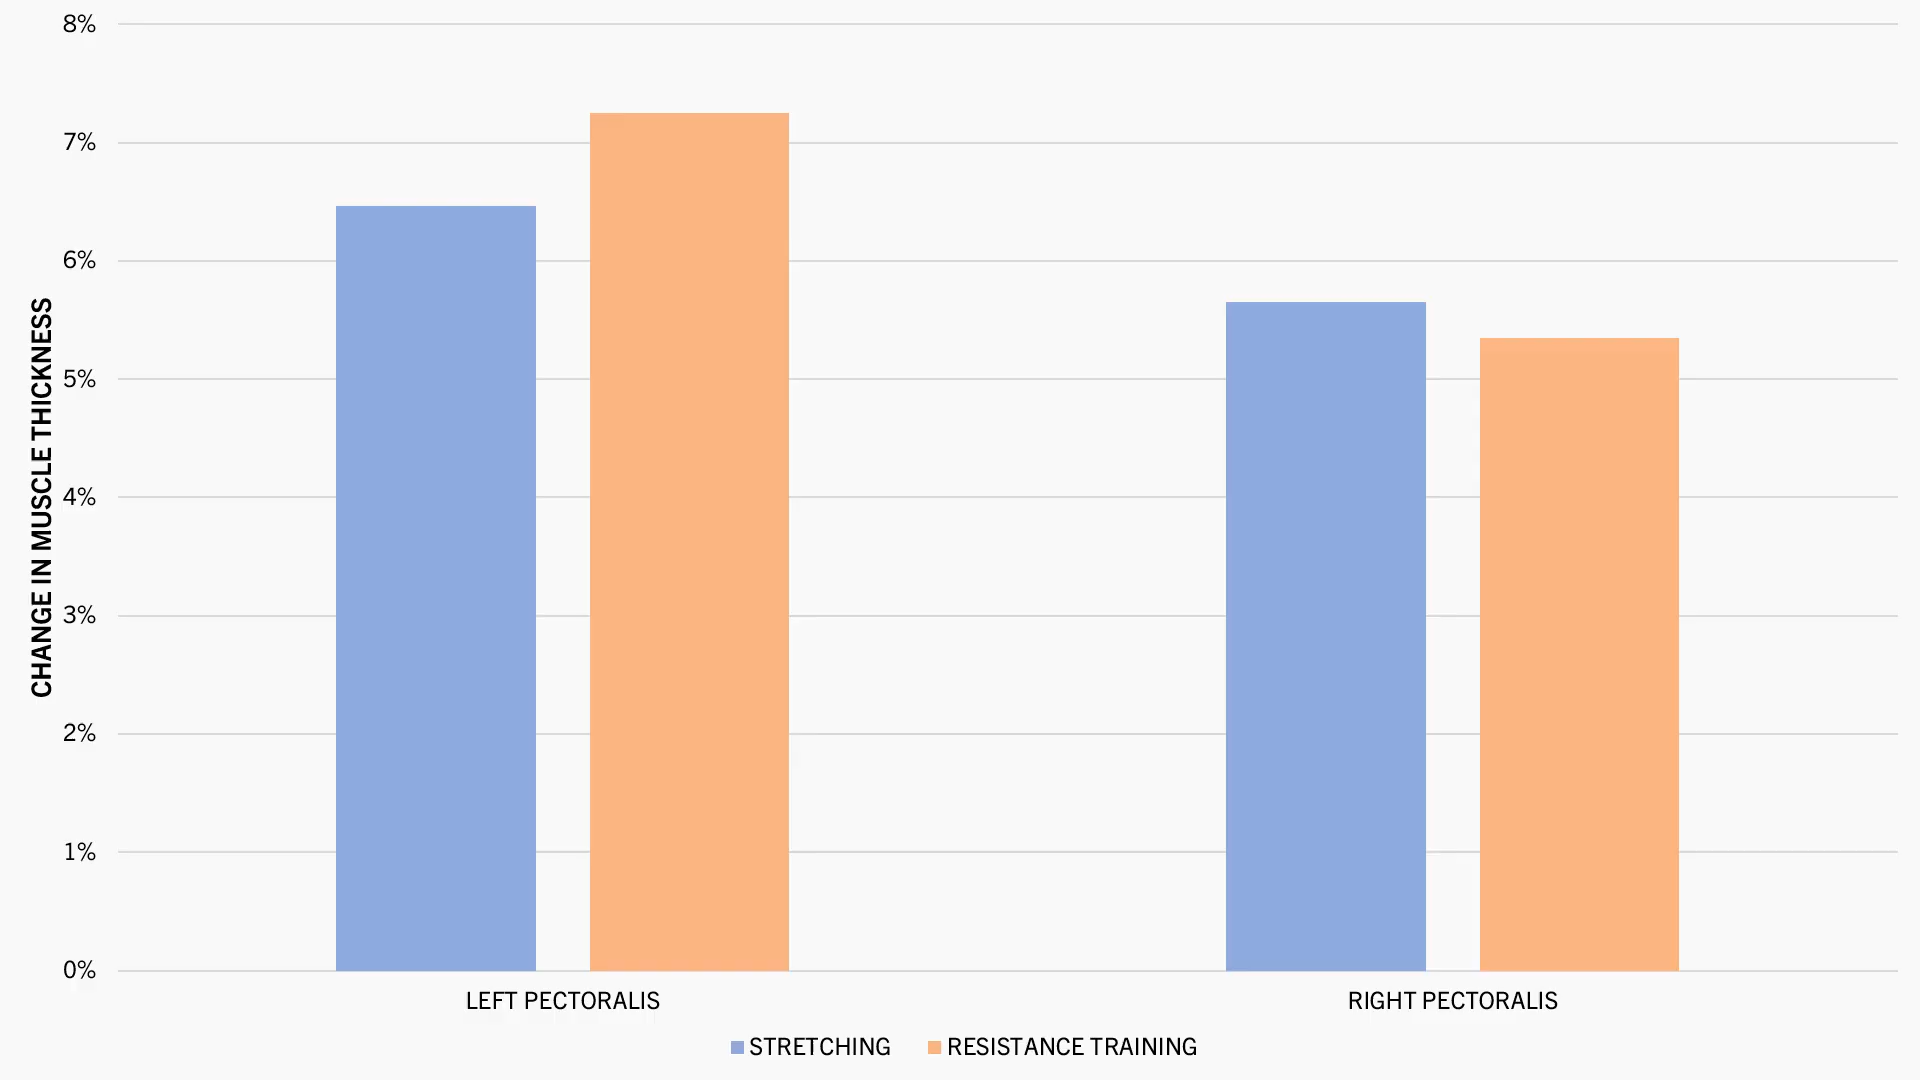 8%
7%
6%
5%
4%
3%
2%
1%
0%
CHANGE IN MUSCLE THICKNESS
LEFT PECTORALIS
RIGHT PECTORALIS
STRETCHING
RESISTANCE TRAINING